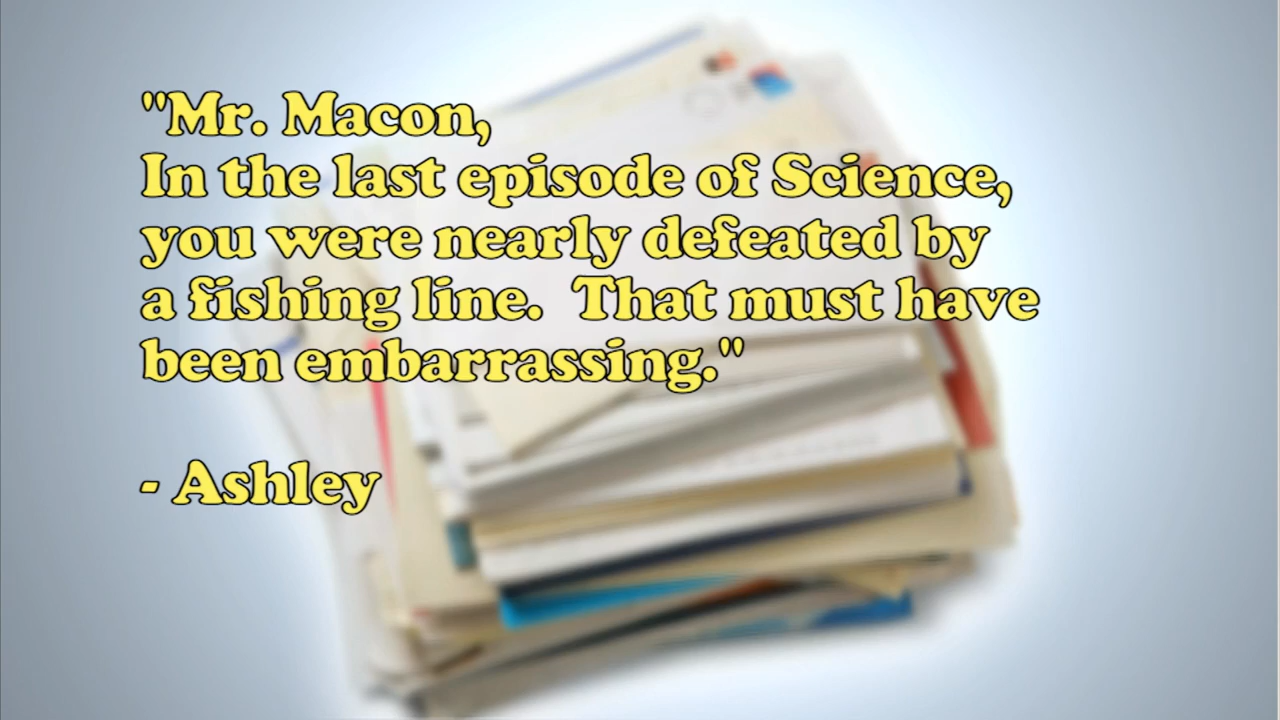 "Mr. Macon,
In the last episode of Science,
you were nearly defeated by
a fishing line.  That must have
been embarrassing."
- Ashley